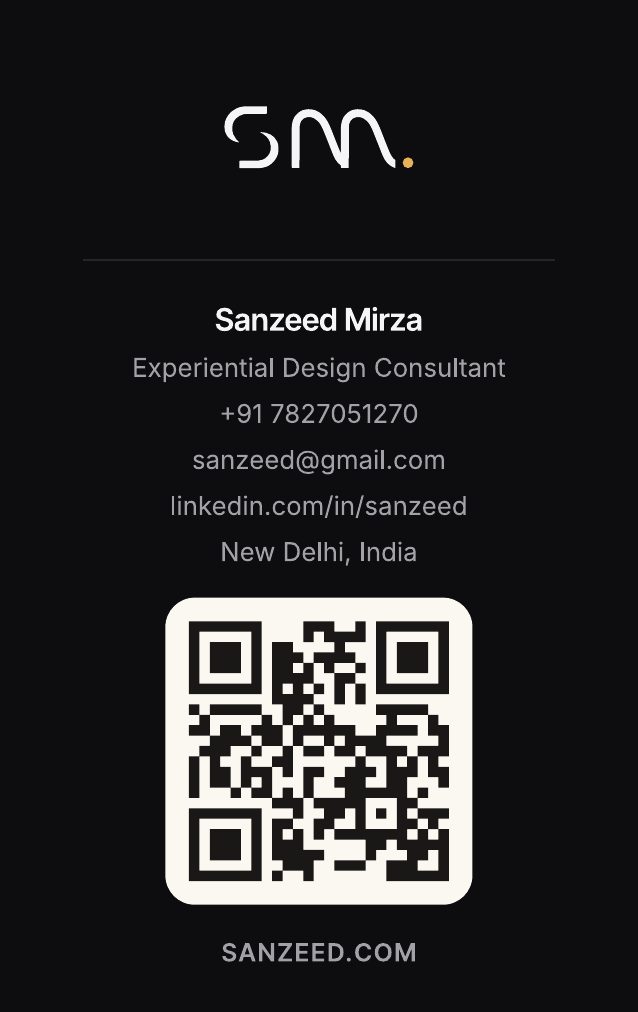 SM.
Sanzeed Mirza
Experiential Design Consultant
+91 7827051270
sanzeed@gmail.com
linkedin.com/in/sanzeed
New Delhi, India
SANZEED.COM